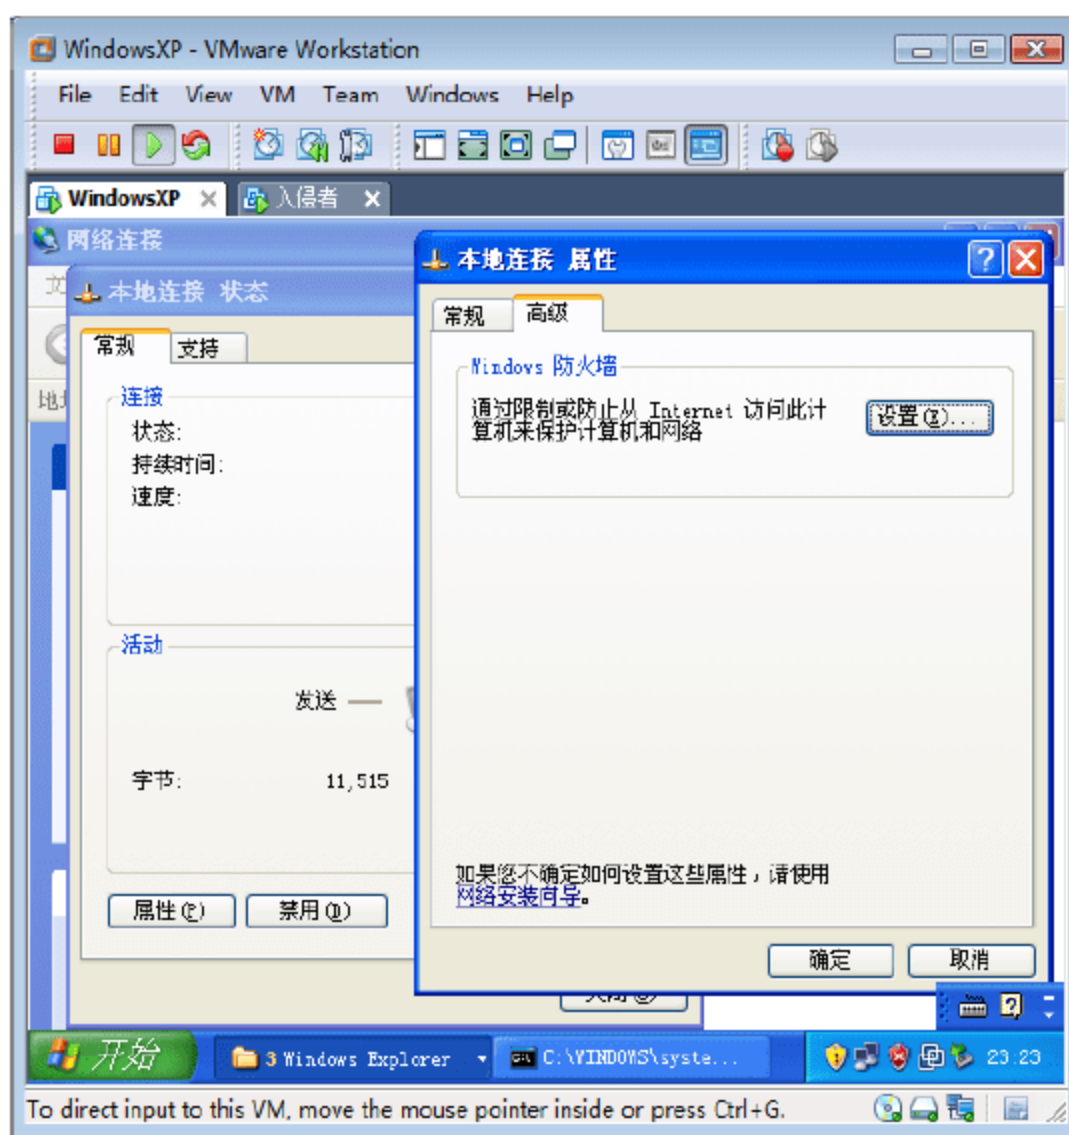 WindowsXP - VMware Workstation
File Edit View VM Team Windows Help
WindowsXP 入侵者
网络连接
本地连接 属性
本地连接 状态
常规 高级
常规 支持
Windows 防火墙
通过限制或防止从 Internet 访问此计
算机来保护计算机和网络
设置(E)...
连接
状态:
持续时间:
速度:
活动
发送
字节: 11,515
如果您不确定如何设置这些属性，请使用
网络安装向导。
属性(P) 禁用(D)
确定 取消
开始 3 Windows Explorer C:\WINDOWS\syste... 23:23
To direct input to this VM, move the mouse pointer inside or press Ctrl+G.